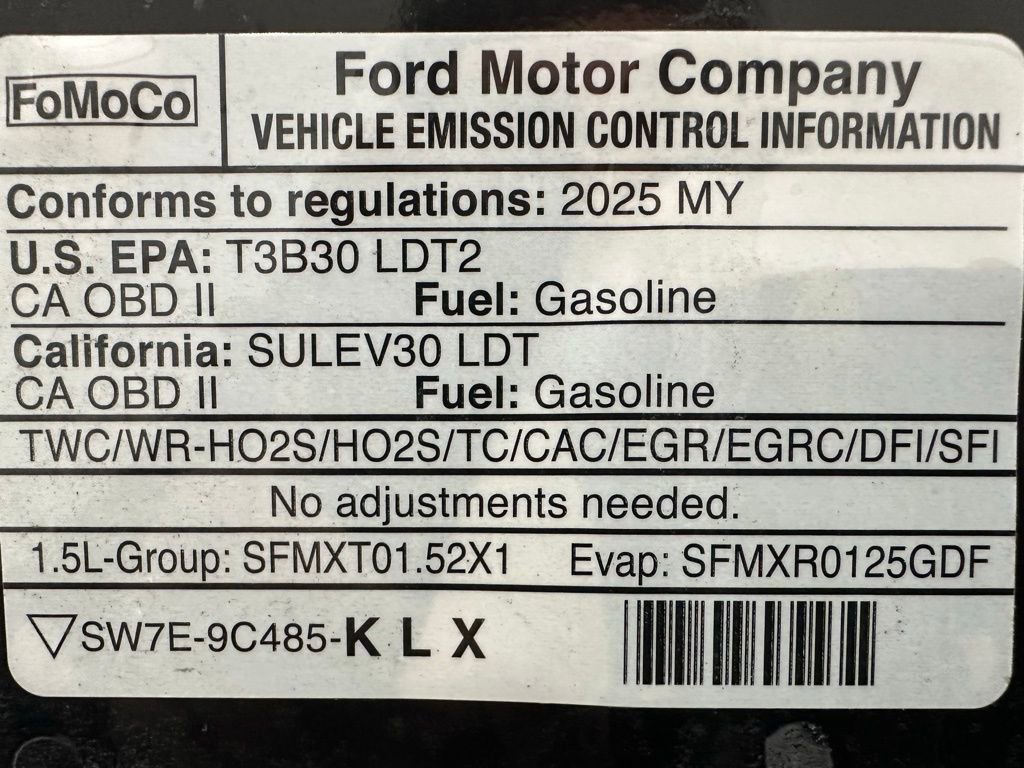 FoMoCo
Ford Motor Company
VEHICLE EMISSION CONTROL INFORMATION
Conforms to regulations: 2025 MY
U.S. EPA: T3B30 LDT2
CA OBD II Fuel: Gasoline
California: SULEV30 LDT
CA OBD II Fuel: Gasoline
TWC/WR-HO2S/HO2S/TC/CAC/EGR/EGRC/DFI/SFI
No adjustments needed.
1.5L-Group: SFMXT01.52X1 Evap: SFMXR0125GDF
SW7E-9C485-K L X